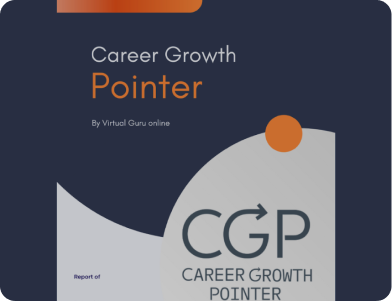 Career Growth
Pointer
By Virtual Guru online
CGP
CAREER GROWTH
POINTER
Report of